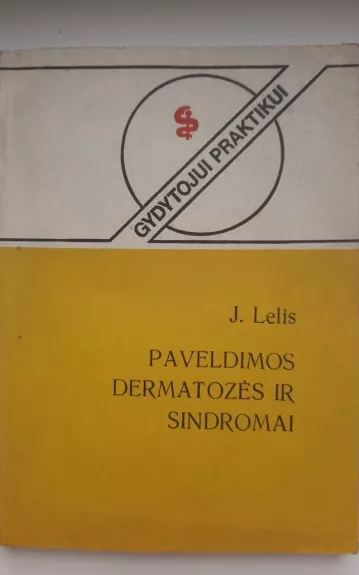 GYDYTOJUI PRAKTIKUI
J. Lelis
PAVELDIMOS
DERMATOZĖS IR
SINDROMAI